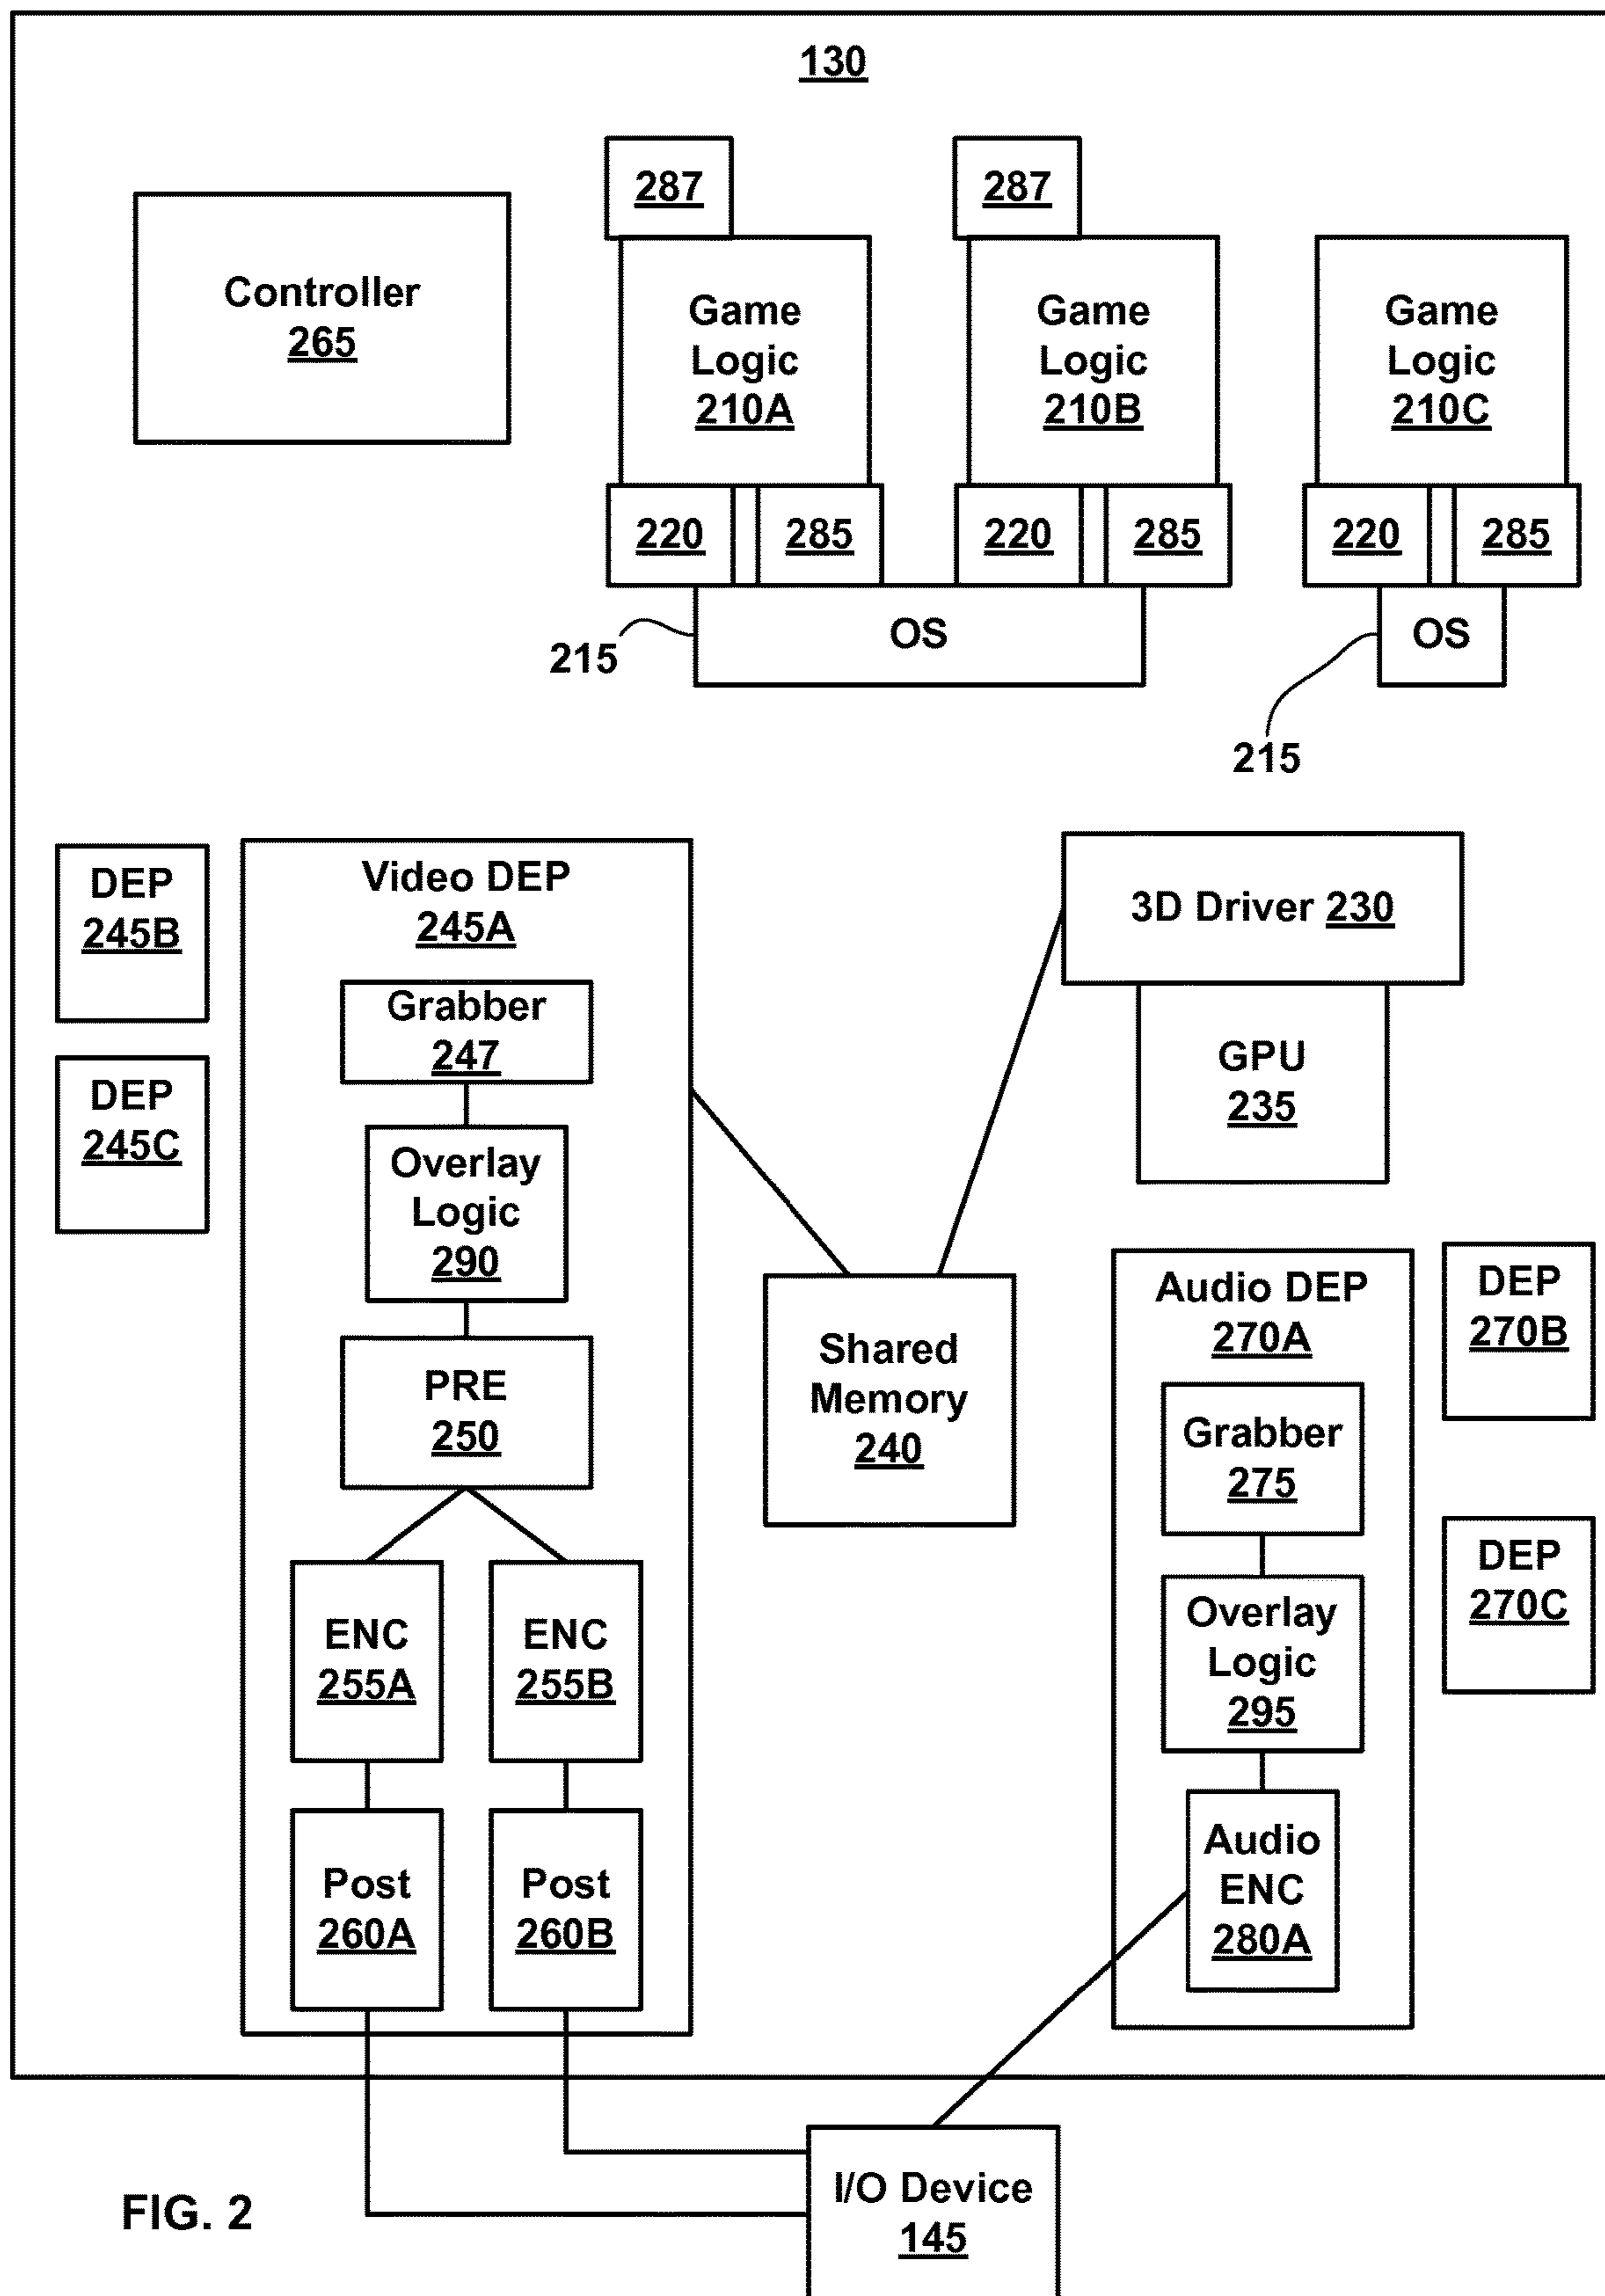 130
287
287
Controller
265
Game
Logic
210A
Game
Logic
210B
Game
Logic
210C
220
285
220
285
220
285
OS
OS
215
215
DEP
245B
DEP
245C
Video DEP
245A
Grabber
247
Overlay
Logic
290
PRE
250
ENC
255A
ENC
255B
Post
260A
Post
260B
3D Driver 230
GPU
235
Shared
Memory
240
Audio DEP
270A
Grabber
275
Overlay
Logic
295
Audio
ENC
280A
DEP
270B
DEP
270C
I/O Device
145
FIG. 2